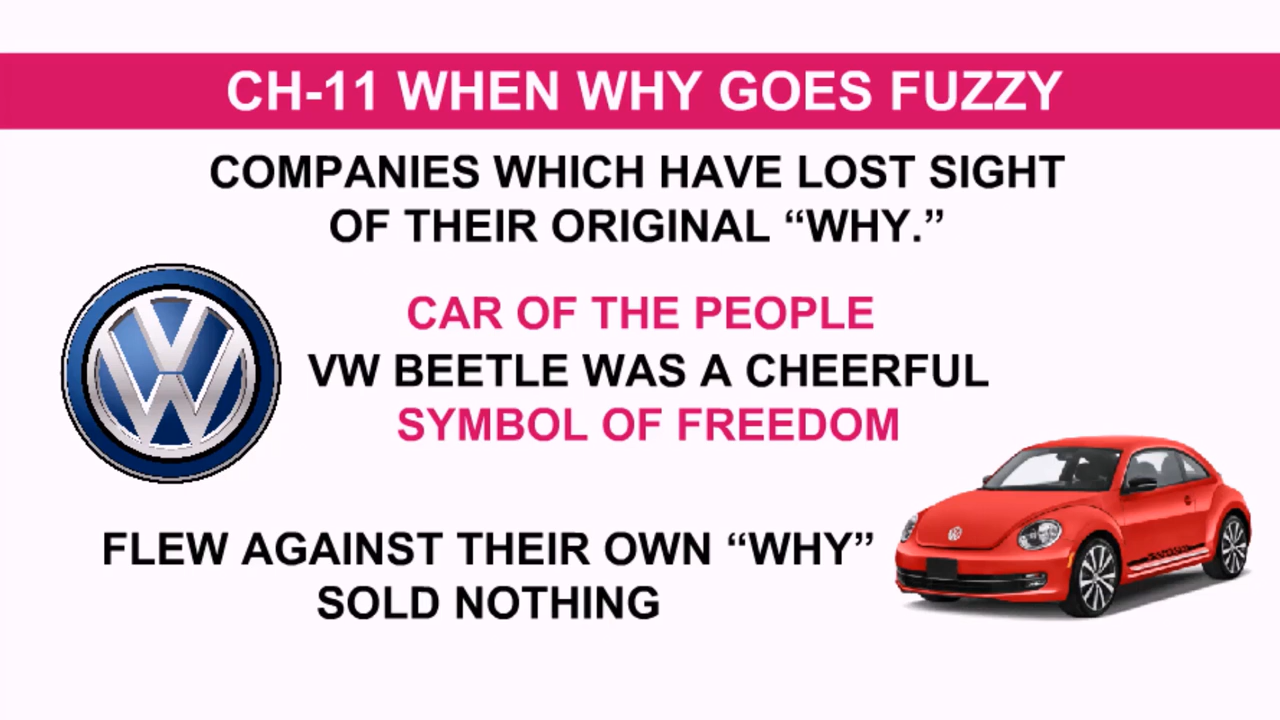 CH-11 WHEN WHY GOES FUZZY
COMPANIES WHICH HAVE LOST SIGHT
OF THEIR ORIGINAL “WHY.”
CAR OF THE PEOPLE
VW BEETLE WAS A CHEERFUL
SYMBOL OF FREEDOM
FLEW AGAINST THEIR OWN “WHY”
SOLD NOTHING